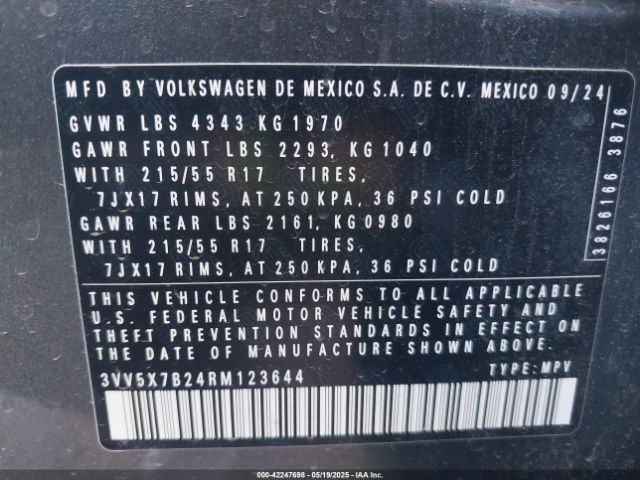 MFD BY VOLKSWAGEN DE MEXICO S.A. DE C.V. MEXICO 09/24
GVWR LBS 4343 KG 1970
GAWR FRONT LBS 2293, KG 1040
WITH 215/55 R17 TIRES,
7JX17 RIMS, AT 250 KPA, 36 PSI COLD
GAWR REAR LBS 2161, KG 0980
WITH 215/55 R17 TIRES,
7JX17 RIMS, AT 250 KPA, 36 PSI COLD
THIS VEHICLE CONFORMS TO ALL APPLICABLE
U.S. FEDERAL MOTOR VEHICLE SAFETY AND
THEFT PREVENTION STANDARDS IN EFFECT ON
THE DATE OF MANUFACTURE SHOWN ABOVE.
3VV5X7B24RM123644 TYPE: MPV
3826166 3876
000-42247698 - 05/19/2025 - IAA Inc.